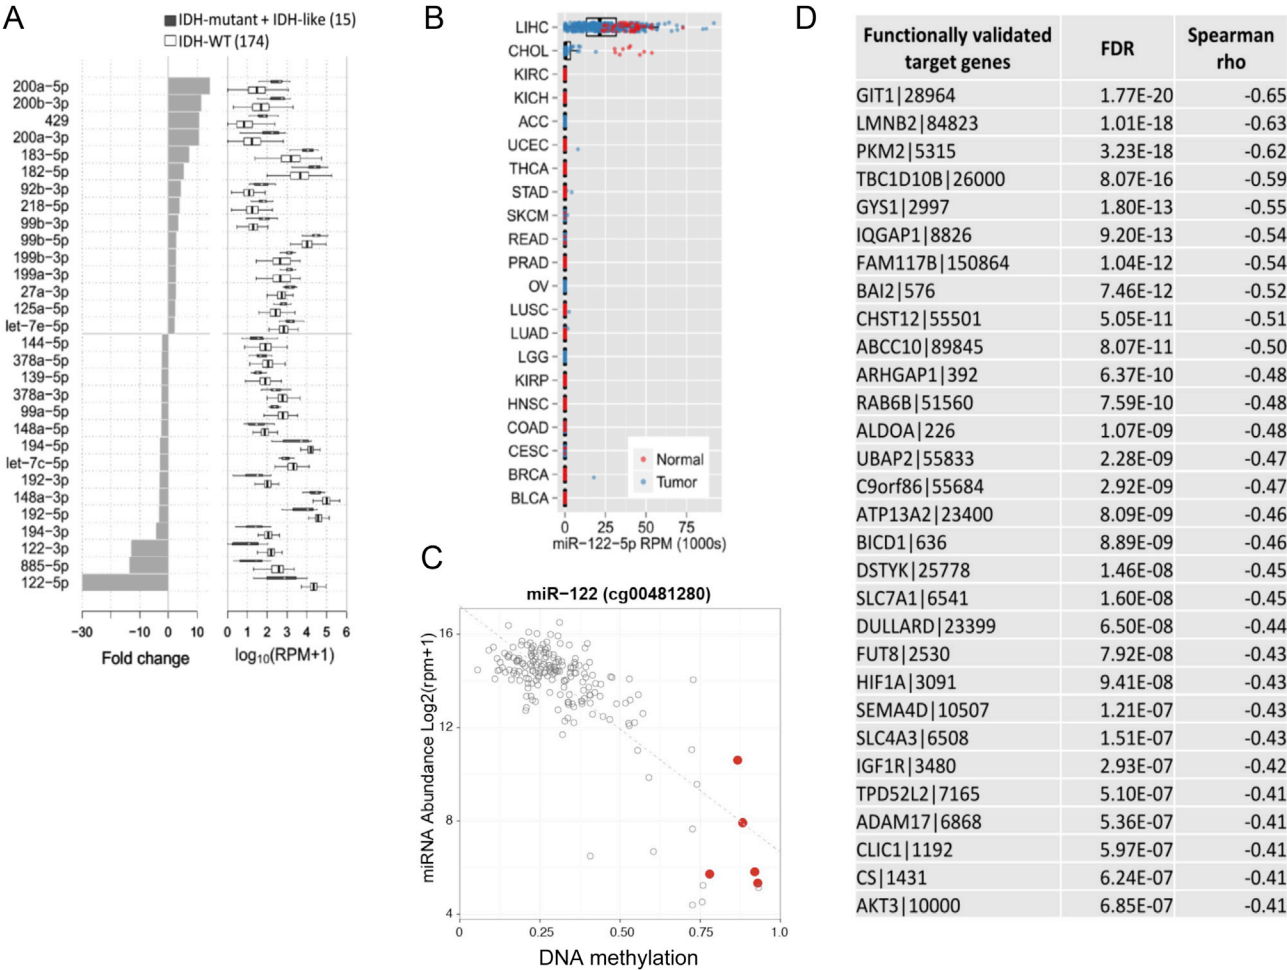 A
IDH-mutant + IDH-like (15)
IDH-WT (174)
200a-5p
200b-3p
429
200a-3p
183-5p
182-5p
92b-3p
218-5p
99b-3p
99b-5p
199b-3p
199a-3p
27a-3p
125a-5p
let-7e-5p
144-5p
378a-5p
139-5p
378a-3p
99a-5p
148a-5p
194-5p
let-7c-5p
192-3p
148a-3p
192-5p
194-3p
122-3p
885-5p
122-5p
-30 0 10
Fold change
0 1 2 3 4 5 6
log10(RPM+1)
B
LIHC
CHOL
KIRC
KICH
ACC
UCEC
THCA
STAD
SKCM
READ
PRAD
OV
LUSC
LUAD
LGG
KIRP
HNSC
COAD
CESC
BRCA
BLCA
Normal
Tumor
0 25 50 75
miR-122-5p RPM (1000s)
C
miR-122 (cg00481280)
miRNA Abundance Log2(rpm+1)
16
12
8
4
0 0.25 0.50 0.75 1.0
DNA methylation
D
Functionally validated target genes FDR Spearman rho
GIT1|28964 1.77E-20 -0.65
LMNB2|84823 1.01E-18 -0.63
PKM2|5315 3.23E-18 -0.62
TBC1D10B|26000 8.07E-16 -0.59
GYS1|2997 1.80E-13 -0.55
IQGAP1|8826 9.20E-13 -0.54
FAM117B|150864 1.04E-12 -0.54
BAI2|576 7.46E-12 -0.52
CHST12|55501 5.05E-11 -0.51
ABCC10|89845 8.07E-11 -0.50
ARHGAP1|392 6.37E-10 -0.48
RAB6B|51560 7.59E-10 -0.48
ALDOA|226 1.07E-09 -0.48
UBAP2|55833 2.28E-09 -0.47
C9orf86|55684 2.92E-09 -0.47
ATP13A2|23400 8.09E-09 -0.46
BICD1|636 8.89E-09 -0.46
DSTYK|25778 1.46E-08 -0.45
SLC7A1|6541 1.60E-08 -0.45
DULLARD|23399 6.50E-08 -0.44
FUT8|2530 7.92E-08 -0.43
HIF1A|3091 9.41E-08 -0.43
SEMA4D|10507 1.21E-07 -0.43
SLC4A3|6508 1.51E-07 -0.43
IGF1R|3480 2.93E-07 -0.42
TPD52L2|7165 5.10E-07 -0.41
ADAM17|6868 5.36E-07 -0.41
CLIC1|1192 5.97E-07 -0.41
CS|1431 6.24E-07 -0.41
AKT3|10000 6.85E-07 -0.41